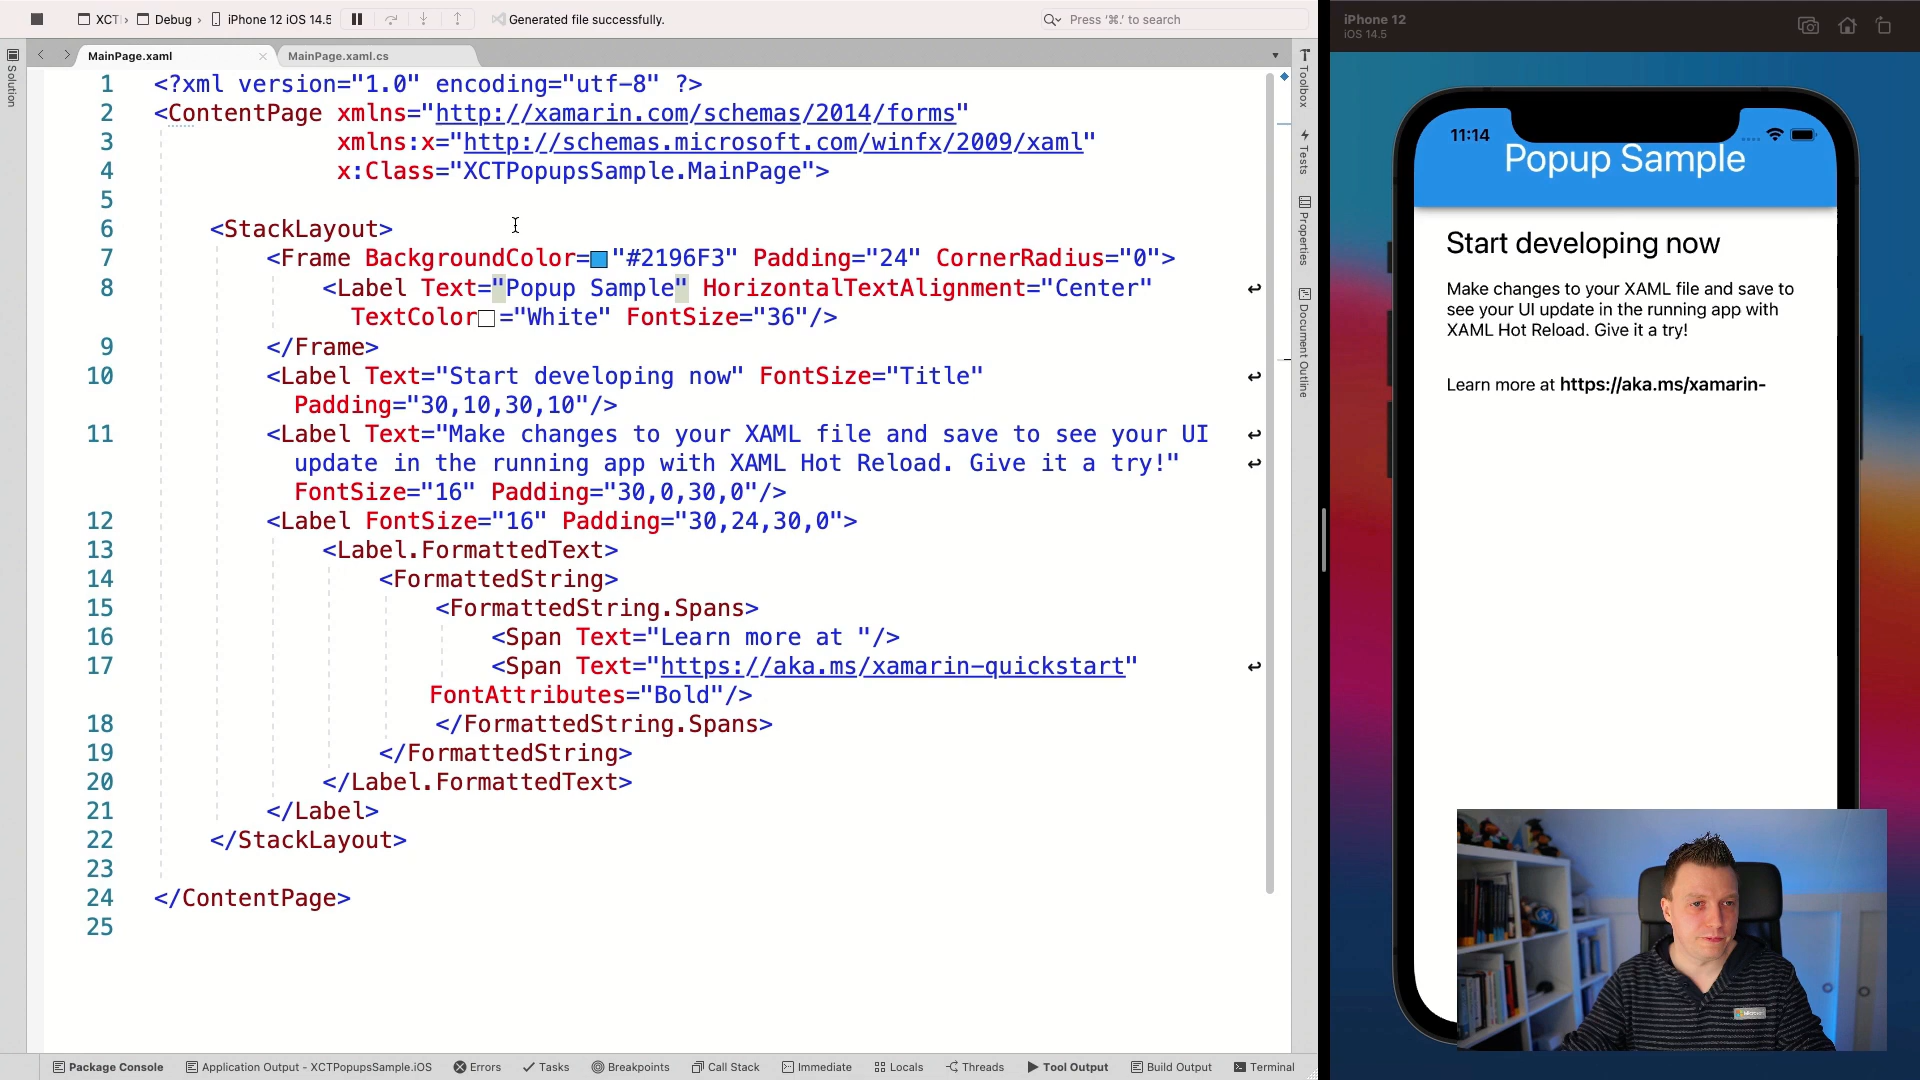 XCT › Debug › iPhone 12 iOS 14.5
Generated file successfully.
Press '⌘.' to search
MainPage.xaml
MainPage.xaml.cs
Solution
1 <?xml version="1.0" encoding="utf-8" ?>
2 <ContentPage xmlns="http://xamarin.com/schemas/2014/forms"
3 xmlns:x="http://schemas.microsoft.com/winfx/2009/xaml"
4 x:Class="XCTPopupsSample.MainPage">
5
6 <StackLayout>
7 <Frame BackgroundColor="#2196F3" Padding="24" CornerRadius="0">
8 <Label Text="Popup Sample" HorizontalTextAlignment="Center"
TextColor="White" FontSize="36"/>
9 </Frame>
10 <Label Text="Start developing now" FontSize="Title"
Padding="30,10,30,10"/>
11 <Label Text="Make changes to your XAML file and save to see your UI
update in the running app with XAML Hot Reload. Give it a try!"
FontSize="16" Padding="30,0,30,0"/>
12 <Label FontSize="16" Padding="30,24,30,0">
13 <Label.FormattedText>
14 <FormattedString>
15 <FormattedString.Spans>
16 <Span Text="Learn more at "/>
17 <Span Text="https://aka.ms/xamarin-quickstart"
FontAttributes="Bold"/>
18 </FormattedString.Spans>
19 </FormattedString>
20 </Label.FormattedText>
21 </Label>
22 </StackLayout>
23
24 </ContentPage>
25
Toolbox
Tests
Properties
Document Outline
Package Console
Application Output - XCTPopupsSample.iOS
Errors
Tasks
Breakpoints
Call Stack
Immediate
Locals
Threads
Tool Output
Build Output
Terminal
iPhone 12
iOS 14.5
11:14
Popup Sample
Start developing now
Make changes to your XAML file and save to
see your UI update in the running app with
XAML Hot Reload. Give it a try!
Learn more at https://aka.ms/xamarin-